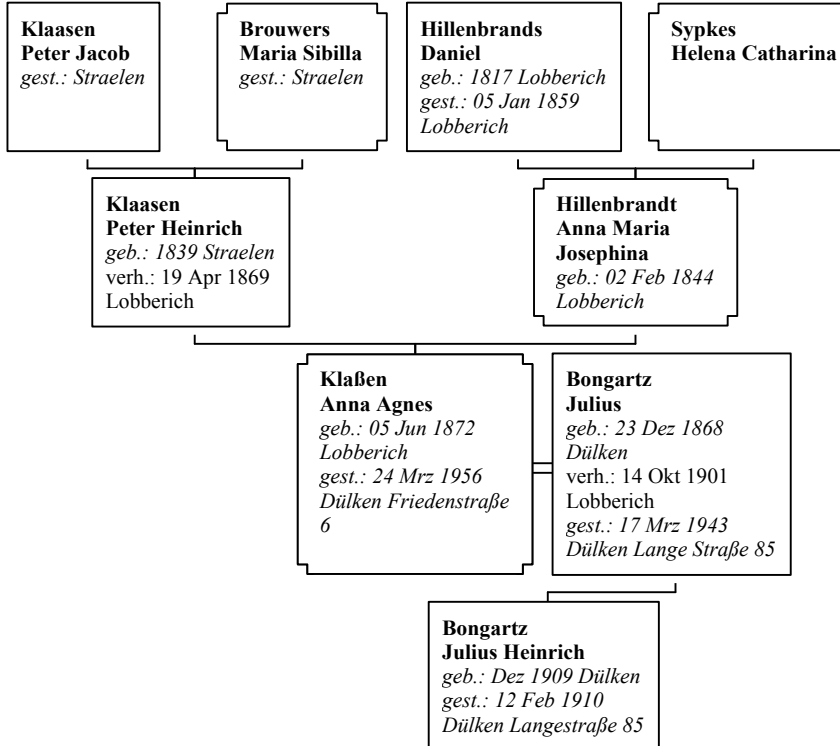 Klaasen
Peter Jacob
gest.: Straelen
Brouwers
Maria Sibilla
gest.: Straelen
Hillenbrands
Daniel
geb.: 1817 Lobberich
gest.: 05 Jan 1859
Lobberich
Sypkes
Helena Catharina
Klaasen
Peter Heinrich
geb.: 1839 Straelen
verh.: 19 Apr 1869
Lobberich
Hillenbrandt
Anna Maria
Josephina
geb.: 02 Feb 1844
Lobberich
Klaßen
Anna Agnes
geb.: 05 Jun 1872
Lobberich
gest.: 24 Mrz 1956
Dülken Friedenstraße
6
Bongartz
Julius
geb.: 23 Dez 1868
Dülken
verh.: 14 Okt 1901
Lobberich
gest.: 17 Mrz 1943
Dülken Lange Straße 85
Bongartz
Julius Heinrich
geb.: Dez 1909 Dülken
gest.: 12 Feb 1910
Dülken Langestraße 85